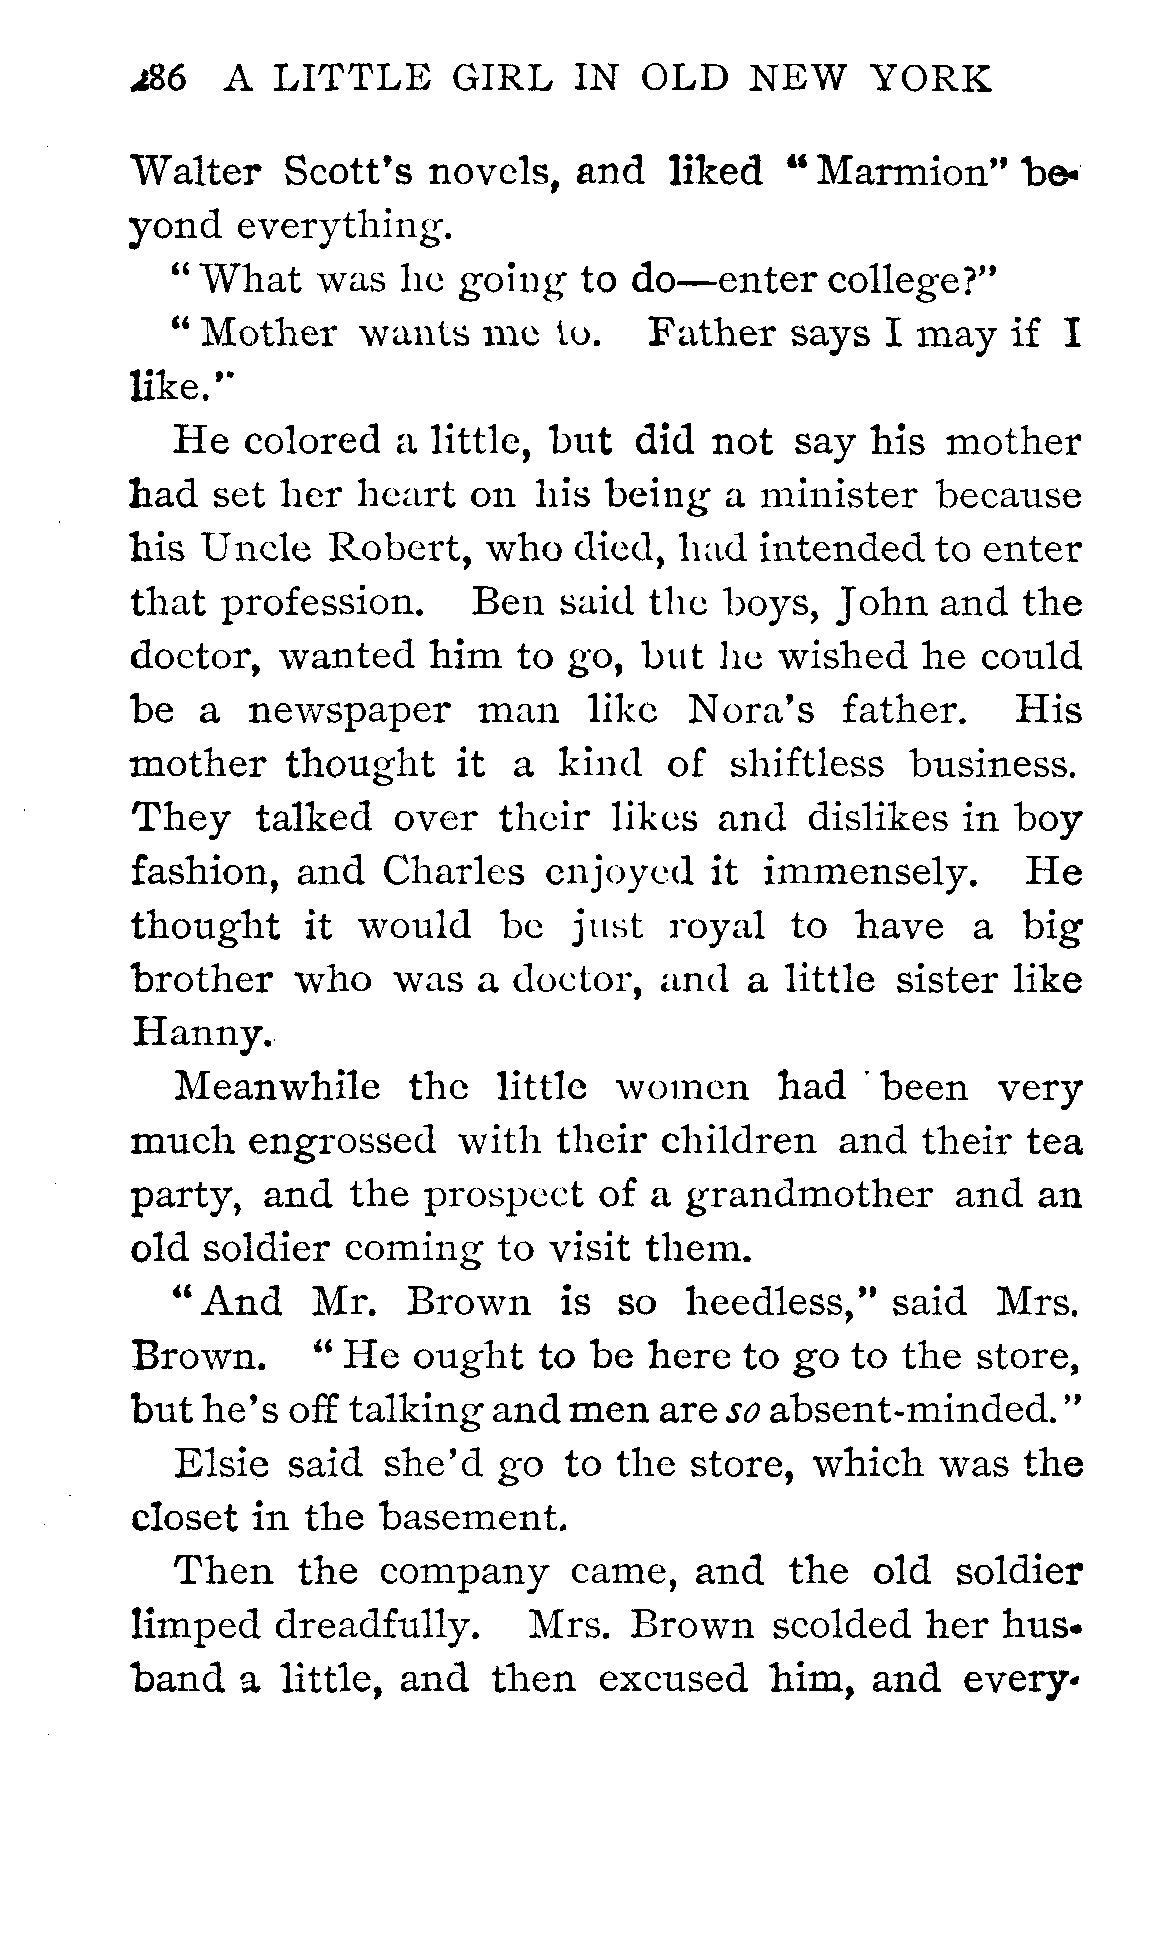 186 A LITTLE GIRL IN OLD NEW YORK
Walter Scott's novels, and liked "Marmion" be-
yond everything.
"What was he going to do—enter college?"
"Mother wants me to. Father says I may if I
like."
He colored a little, but did not say his mother
had set her heart on his being a minister because
his Uncle Robert, who died, had intended to enter
that profession. Ben said the boys, John and the
doctor, wanted him to go, but he wished he could
be a newspaper man like Nora's father. His
mother thought it a kind of shiftless business.
They talked over their likes and dislikes in boy
fashion, and Charles enjoyed it immensely. He
thought it would be just royal to have a big
brother who was a doctor, and a little sister like
Hanny.
Meanwhile the little women had been very
much engrossed with their children and their tea
party, and the prospect of a grandmother and an
old soldier coming to visit them.
"And Mr. Brown is so heedless," said Mrs.
Brown. "He ought to be here to go to the store,
but he's off talking and men are so absent-minded."
Elsie said she'd go to the store, which was the
closet in the basement.
Then the company came, and the old soldier
limped dreadfully. Mrs. Brown scolded her hus-
band a little, and then excused him, and every-